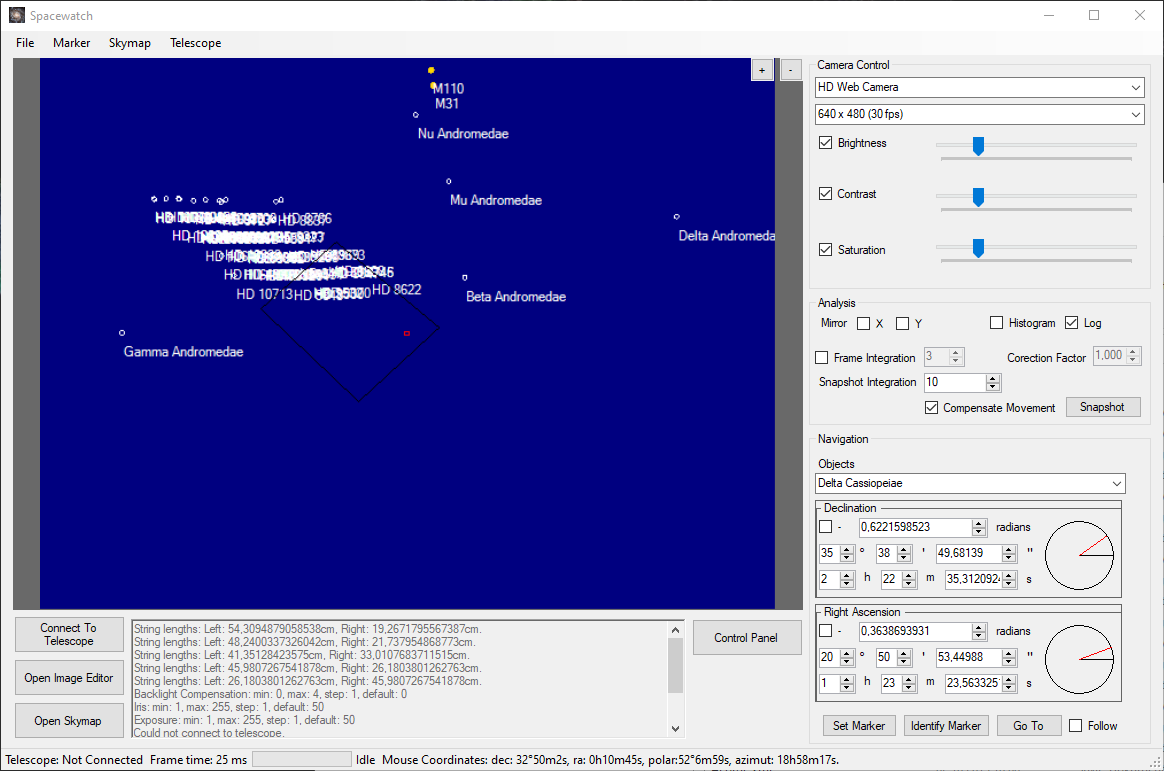 Spacewatch
File Marker Skymap Telescope
+ -
M110
M31
Nu Andromedae
Mu Andromedae
Delta Andromeda
Beta Andromedae
HD 8622
HD 10713
Gamma Andromedae
Camera Control
HD Web Camera
640 x 480 (30 fps)
Brightness
Contrast
Saturation
Analysis
Mirror X Y Histogram Log
Frame Integration 3 Corection Factor 1,000
Snapshot Integration 10
Compensate Movement Snapshot
Navigation
Objects
Delta Cassiopeiae
Declination
- 0,6221598523 radians
35 ° 38 ' 49,68139 "
2 h 22 m 35,3120924 s
Right Ascension
- 0,3638693931 radians
20 ° 50 ' 53,44988 "
1 h 23 m 23,563325 s
Set Marker Identify Marker Go To Follow
Connect To
Telescope
Open Image Editor
Open Skymap
String lengths: Left: 54,3094879058538cm, Right: 19,2671795567387cm.
String lengths: Left: 48,2400337326042cm, Right: 21,737954868773cm.
String lengths: Left: 41,35128423575cm, Right: 33,0107683711515cm.
String lengths: Left: 45,9807267541878cm, Right: 26,1803801262763cm.
String lengths: Left: 26,1803801262763cm, Right: 45,9807267541878cm.
Backlight Compensation: min: 0, max: 4, step: 1, default: 0
Iris: min: 1, max: 255, step: 1, default: 50
Exposure: min: 1, max: 255, step: 1, default: 50
Could not connect to telescope.
Control Panel
Telescope: Not Connected Frame time: 25 ms Idle Mouse Coordinates: dec: 32°50m2s, ra: 0h10m45s, polar:52°6m59s, azimut: 18h58m17s.